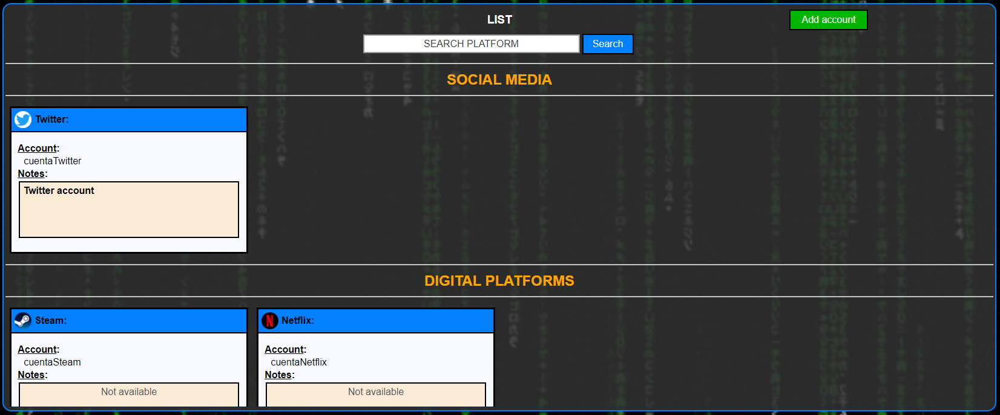 LIST
Add account
SEARCH PLATFORM
Search
SOCIAL MEDIA
Twitter:
Account:
cuentaTwitter
Notes:
Twitter account
DIGITAL PLATFORMS
Steam:
Account:
cuentaSteam
Notes:
Not available
N Netflix:
Account:
cuentaNetflix
Notes:
Not available